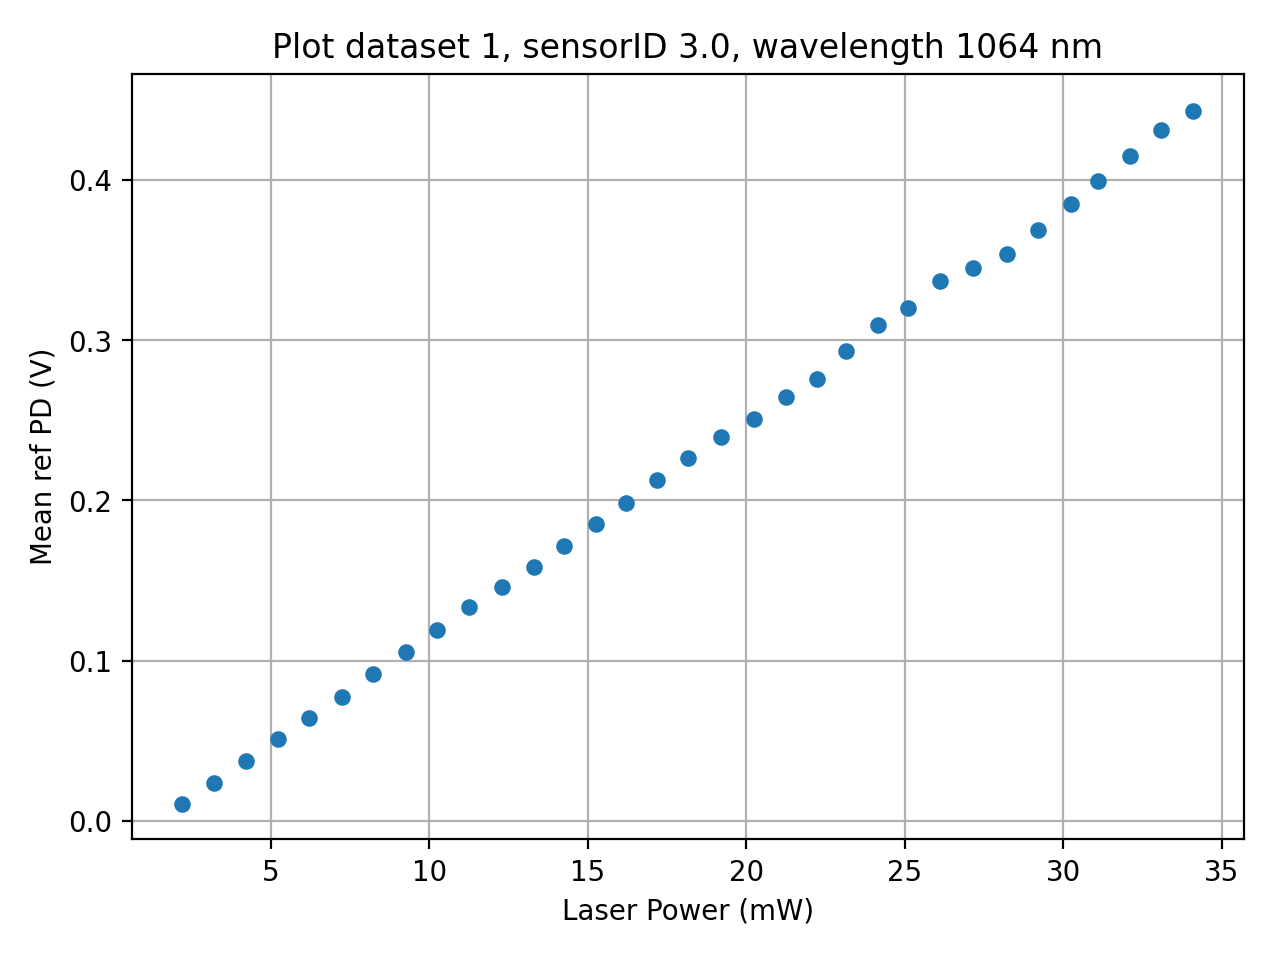 Plot dataset 1, sensorID 3.0, wavelength 1064 nm
Mean ref PD (V)
0.4
0.3
0.2
0.1
0.0
5 10 15 20 25 30 35
Laser Power (mW)